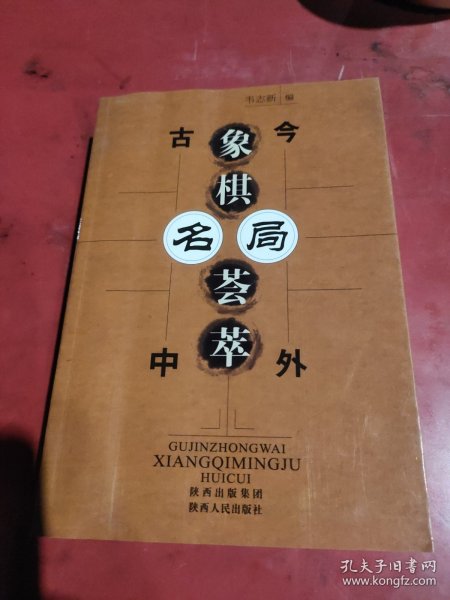 韦志新 编
古 今
象
棋
名 局
荟
萃
中 外
GUJINZHONGWAI
XIANGQIMINGJU
HUICUI
陕西出版集团
陕西人民出版社
孔夫子旧书网
www.kongfz.com